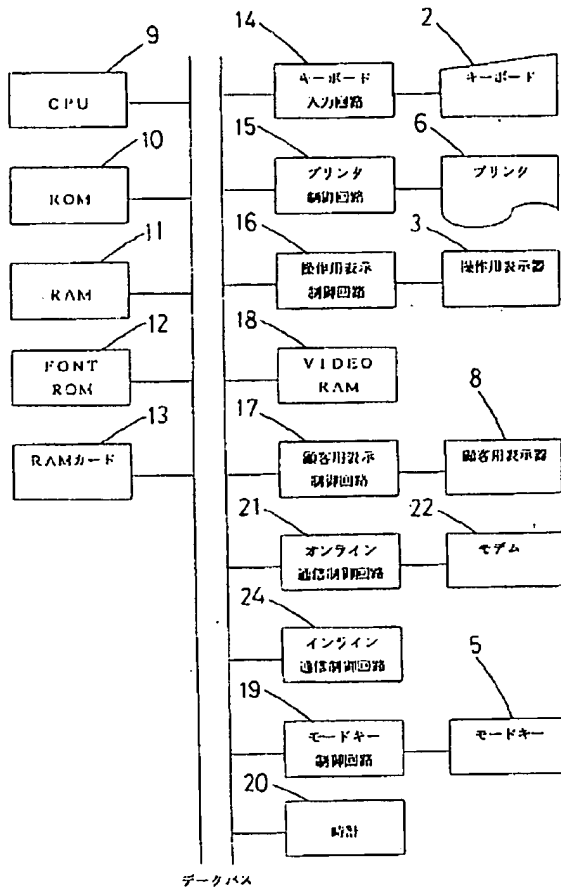 9
CPU
10
ROM
11
RAM
12
FONT
ROM
13
RAMカード
14
キーボード
入力回路
2
キーボード
15
プリンタ
制御回路
6
プリンタ
16
操作用表示
制御回路
3
操作用表示器
18
VIDEO
RAM
17
顧客用表示
制御回路
8
顧客用表示器
21
オンライン
通信制御回路
22
モデム
24
インライン
通信制御回路
19
モードキー
制御回路
5
モードキー
20
時計
データバス